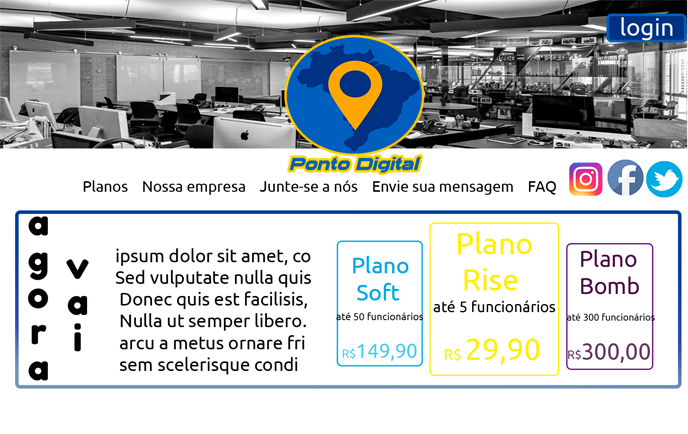 login
Ponto Digital
Planos Nossa empresa Junte-se a nós Envie sua mensagem FAQ
agora
vai
ipsum dolor sit amet, co
Sed vulputate nulla quis
Donec quis est facilisis,
Nulla ut semper libero.
arcu a metus ornare fri
sem scelerisque condi
Plano
Soft
até 50 funcionários
R$149,90
Plano
Rise
até 5 funcionários
R$ 29,90
Plano
Bomb
até 300 funcionários
R$300,00